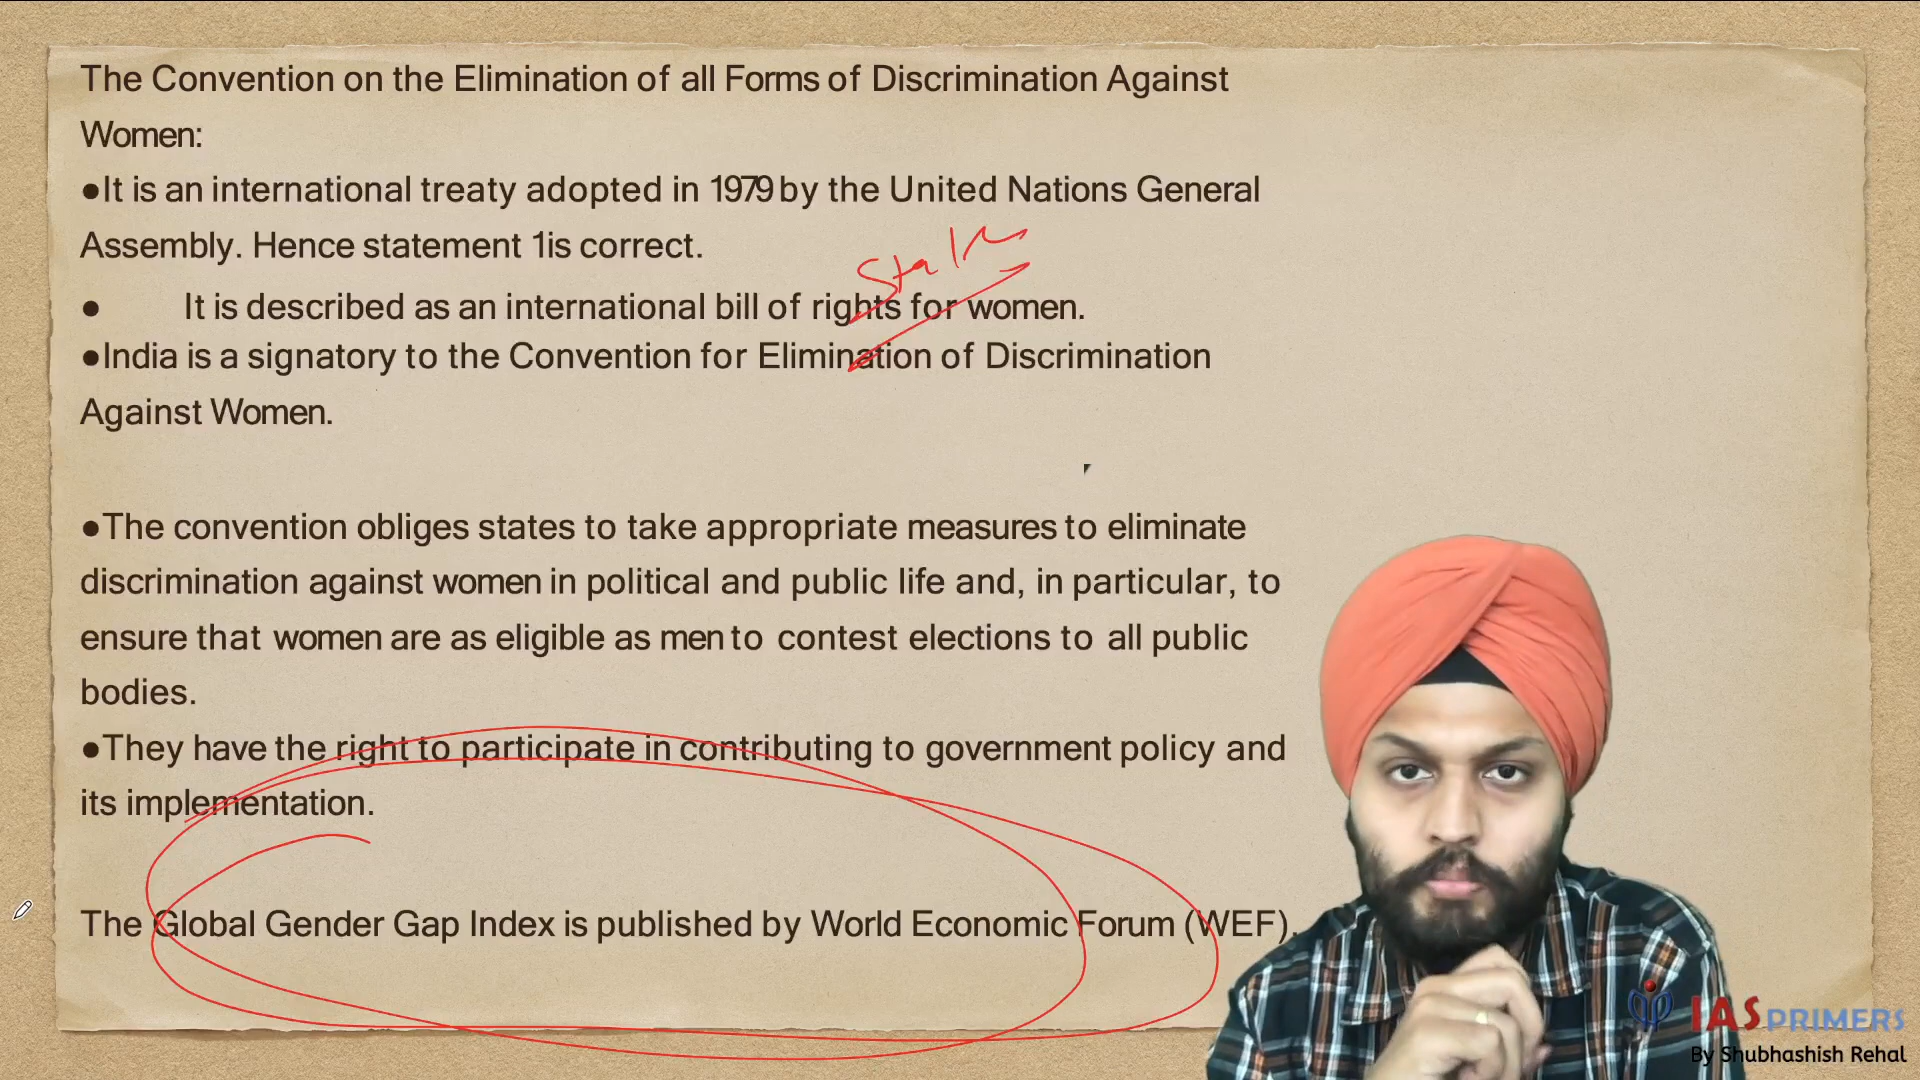 The Convention on the Elimination of all Forms of Discrimination Against
Women:
●It is an international treaty adopted in 1979 by the United Nations General
Assembly. Hence statement 1is correct.
● It is described as an international bill of rights for women.
●India is a signatory to the Convention for Elimination of Discrimination
Against Women.
●The convention obliges states to take appropriate measures to eliminate
discrimination against women in political and public life and, in particular, to
ensure that women are as eligible as men to contest elections to all public
bodies.
●They have the right to participate in contributing to government policy and
its implementation.
The Global Gender Gap Index is published by World Economic Forum (WEF).
IAS PRIMERS
By Shubhashish Rehal